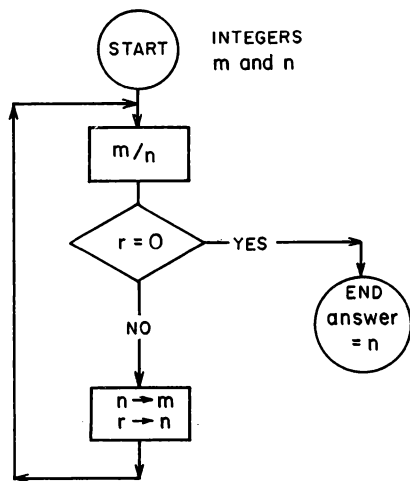 START
INTEGERS
m and n
m/n
r = 0
YES
NO
END
answer
= n
n → m
r → n